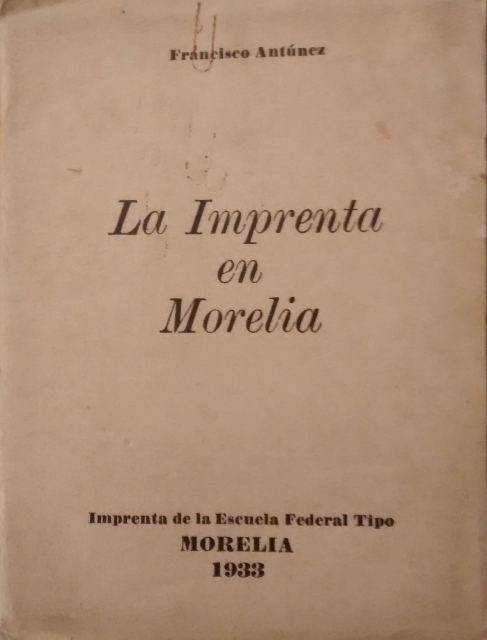 Francisco Antúnez
La Imprenta
en
Morelia
Imprenta de la Escuela Federal Tipo
MORELIA
1933